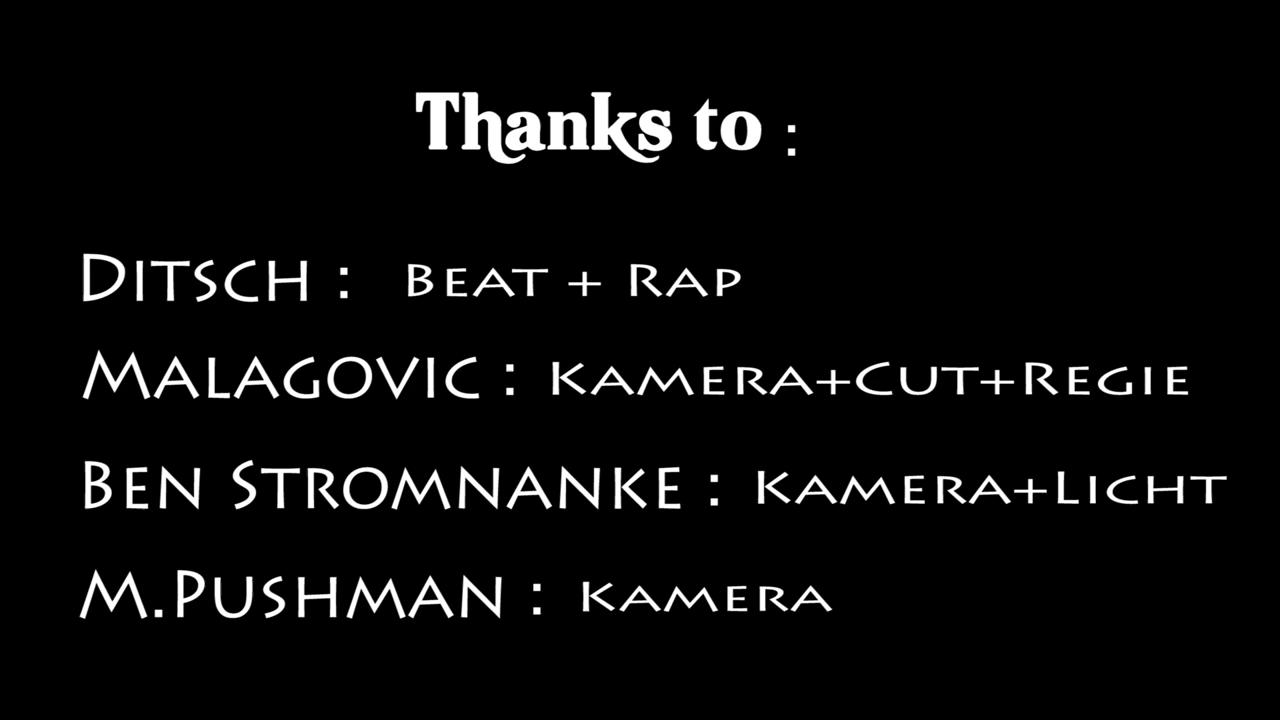 Thanks to :
Ditsch : Beat + Rap
Malagovic : Kamera+Cut+Regie
Ben Stromnanke : Kamera+Licht
M.Pushman : Kamera